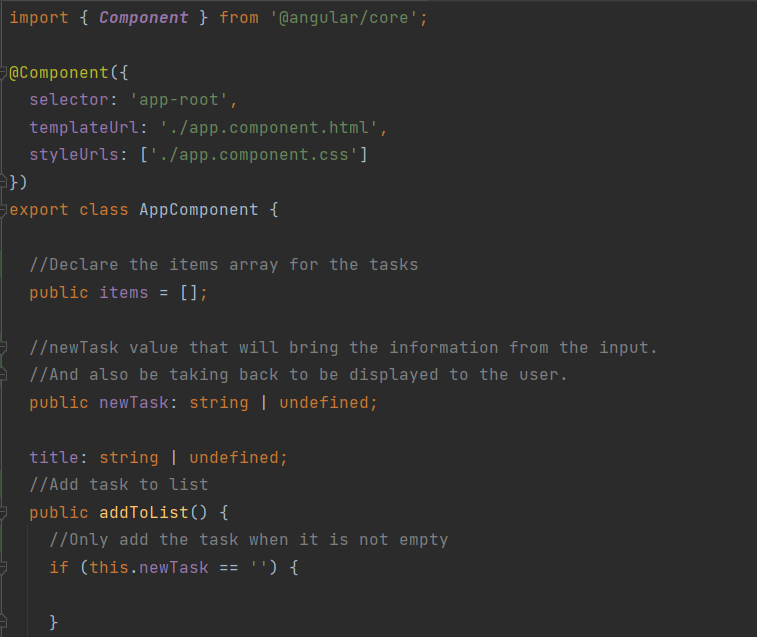 import { Component } from '@angular/core';
@Component({
selector: 'app-root',
templateUrl: './app.component.html',
styleUrls: ['./app.component.css']
})
export class AppComponent {
//Declare the items array for the tasks
public items = [];
//newTask value that will bring the information from the input.
//And also be taking back to be displayed to the user.
public newTask: string | undefined;
title: string | undefined;
//Add task to list
public addToList() {
//Only add the task when it is not empty
if (this.newTask == '') {
}